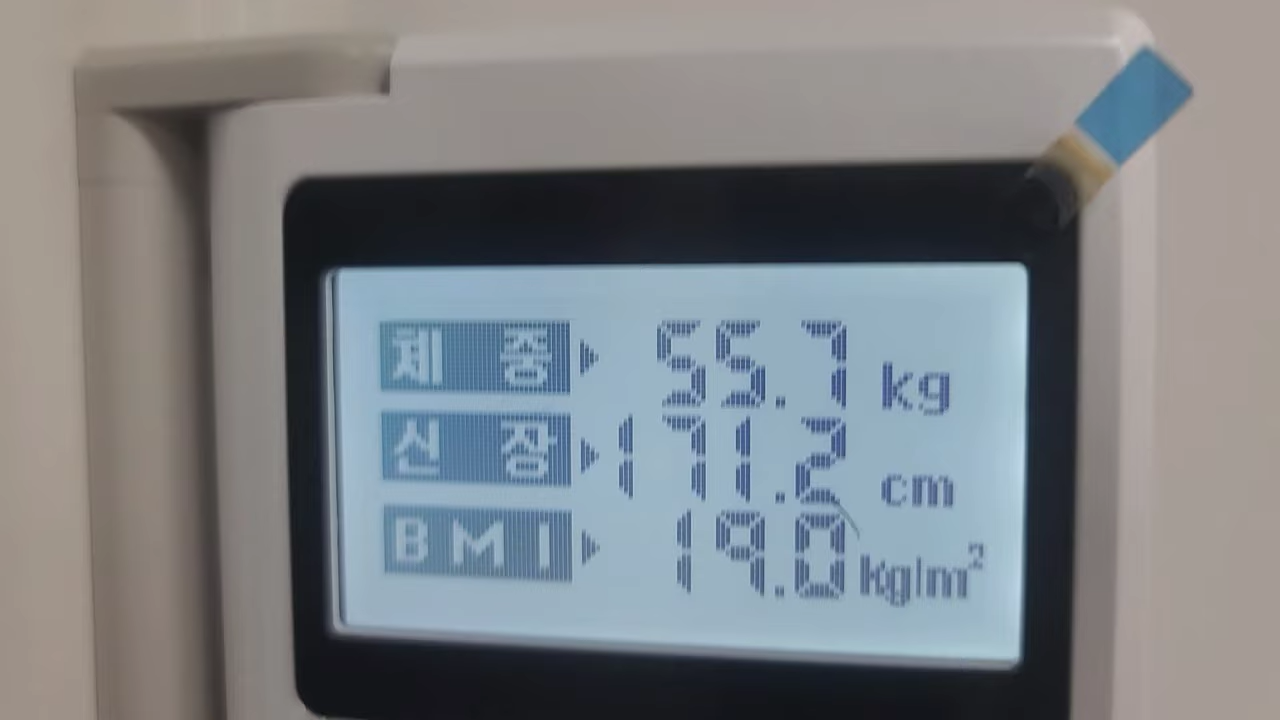 체 중 ▶ 55.7 kg
신 장 ▶ 171.2 cm
BMI ▶ 19.0 kg/m²